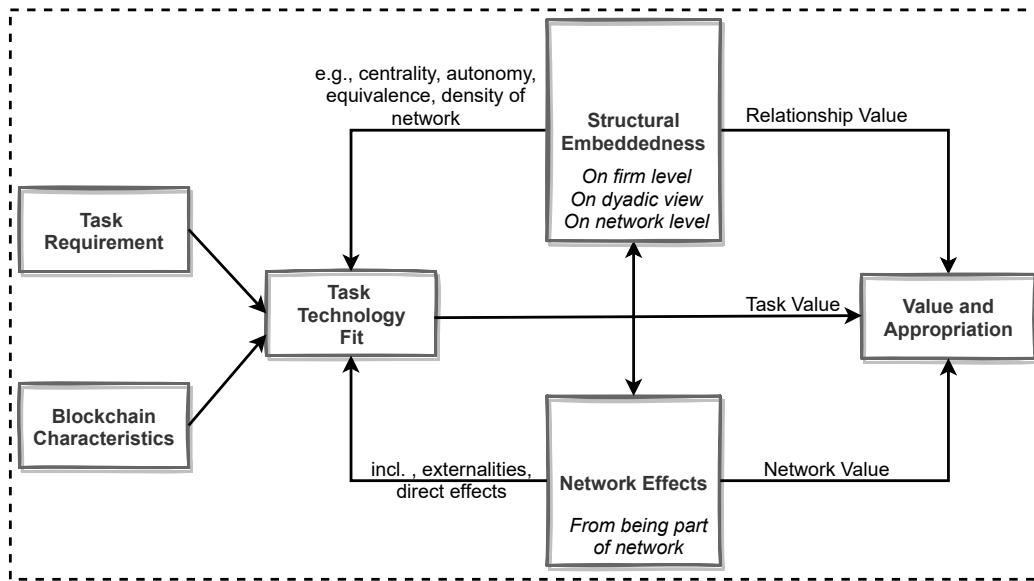 e.g., centrality, autonomy,
equivalence, density of
network
Structural
Embeddedness
On firm level
On dyadic view
On network level
Relationship Value
Task
Requirement
Task
Technology
Fit
Task Value
Value and
Appropriation
Blockchain
Characteristics
incl. , externalities,
direct effects
Network Effects
From being part
of network
Network Value